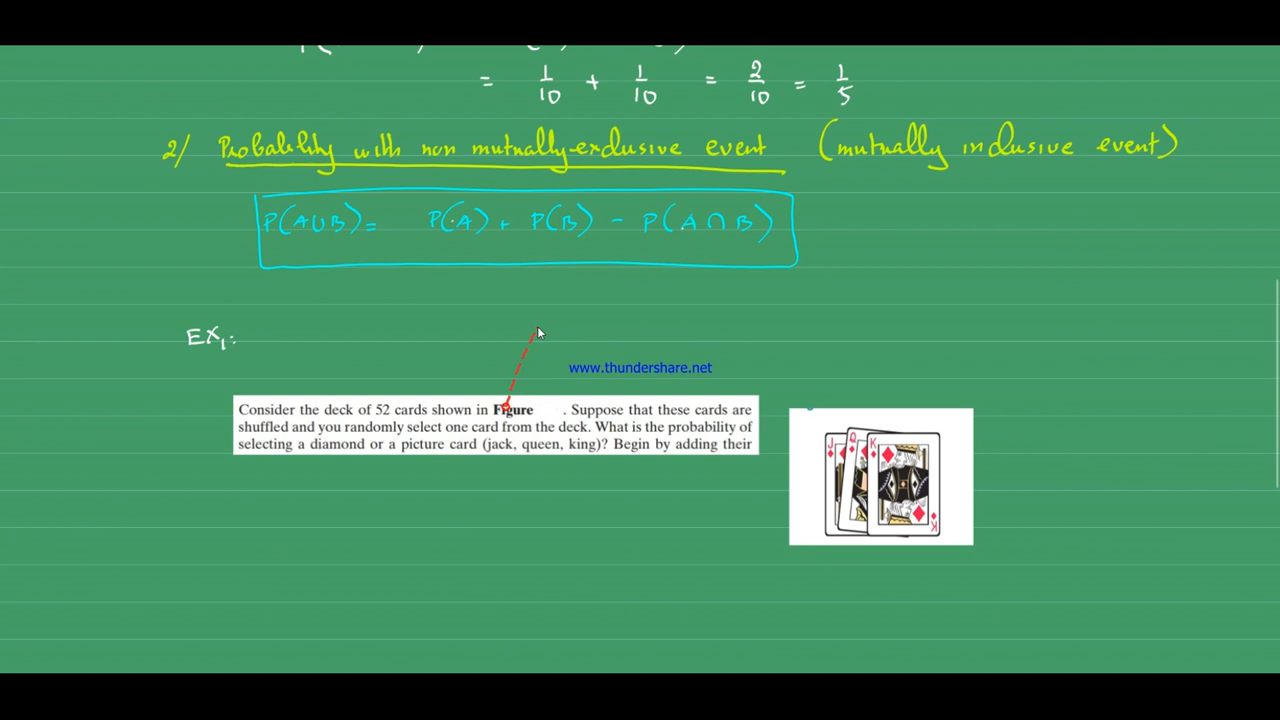 = 1/10 + 1/10 = 2/10 = 1/5
2/ Probability with non mutually-exclusive event (mutually inclusive event)
P(A∪B)= P(A) + P(B) - P(A∩B)
EX1:
www.thundershare.net
Consider the deck of 52 cards shown in Figure . Suppose that these cards are
shuffled and you randomly select one card from the deck. What is the probability of
selecting a diamond or a picture card (jack, queen, king)? Begin by adding their
J Q K
K